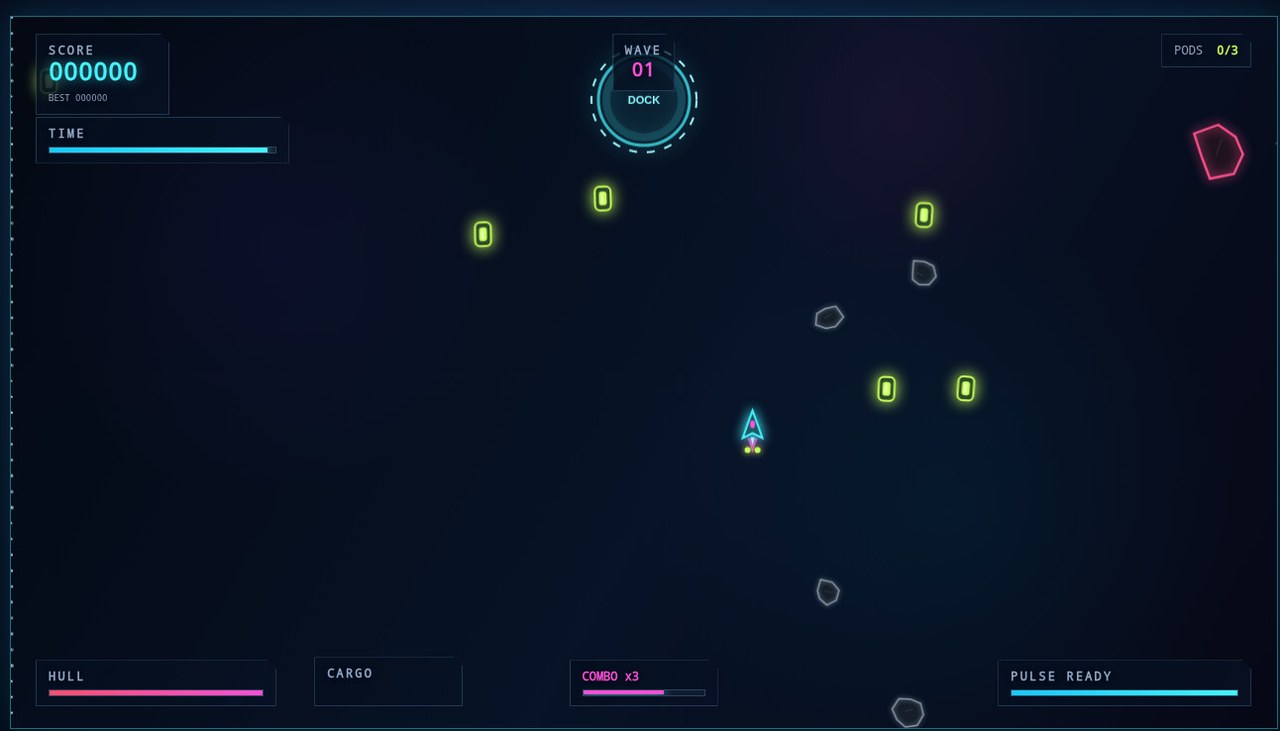 SCORE
000000
BEST 000000
TIME
WAVE
01
DOCK
PODS 0/3
HULL
CARGO
COMBO x3
PULSE READY